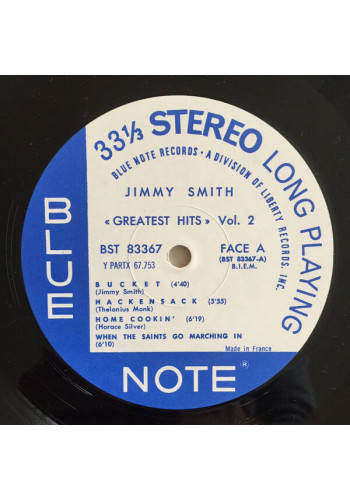 33⅓ STEREO LONG PLAYING
BLUE NOTE RECORDS • A DIVISION OF LIBERTY RECORDS, INC.
JIMMY SMITH
« GREATEST HITS » Vol. 2
BST 83367 FACE A
Y PARTX 67.753 (BST 83367-A)
B.I.E.M.
BUCKET (4'40)
(Jimmy Smith)
HACKENSACK (5'55)
(Thelonius Monk)
HOME COOKIN' (6'19)
(Horace Silver)
WHEN THE SAINTS GO MARCHING IN
(6'10) Made in France
BLUE
NOTE®